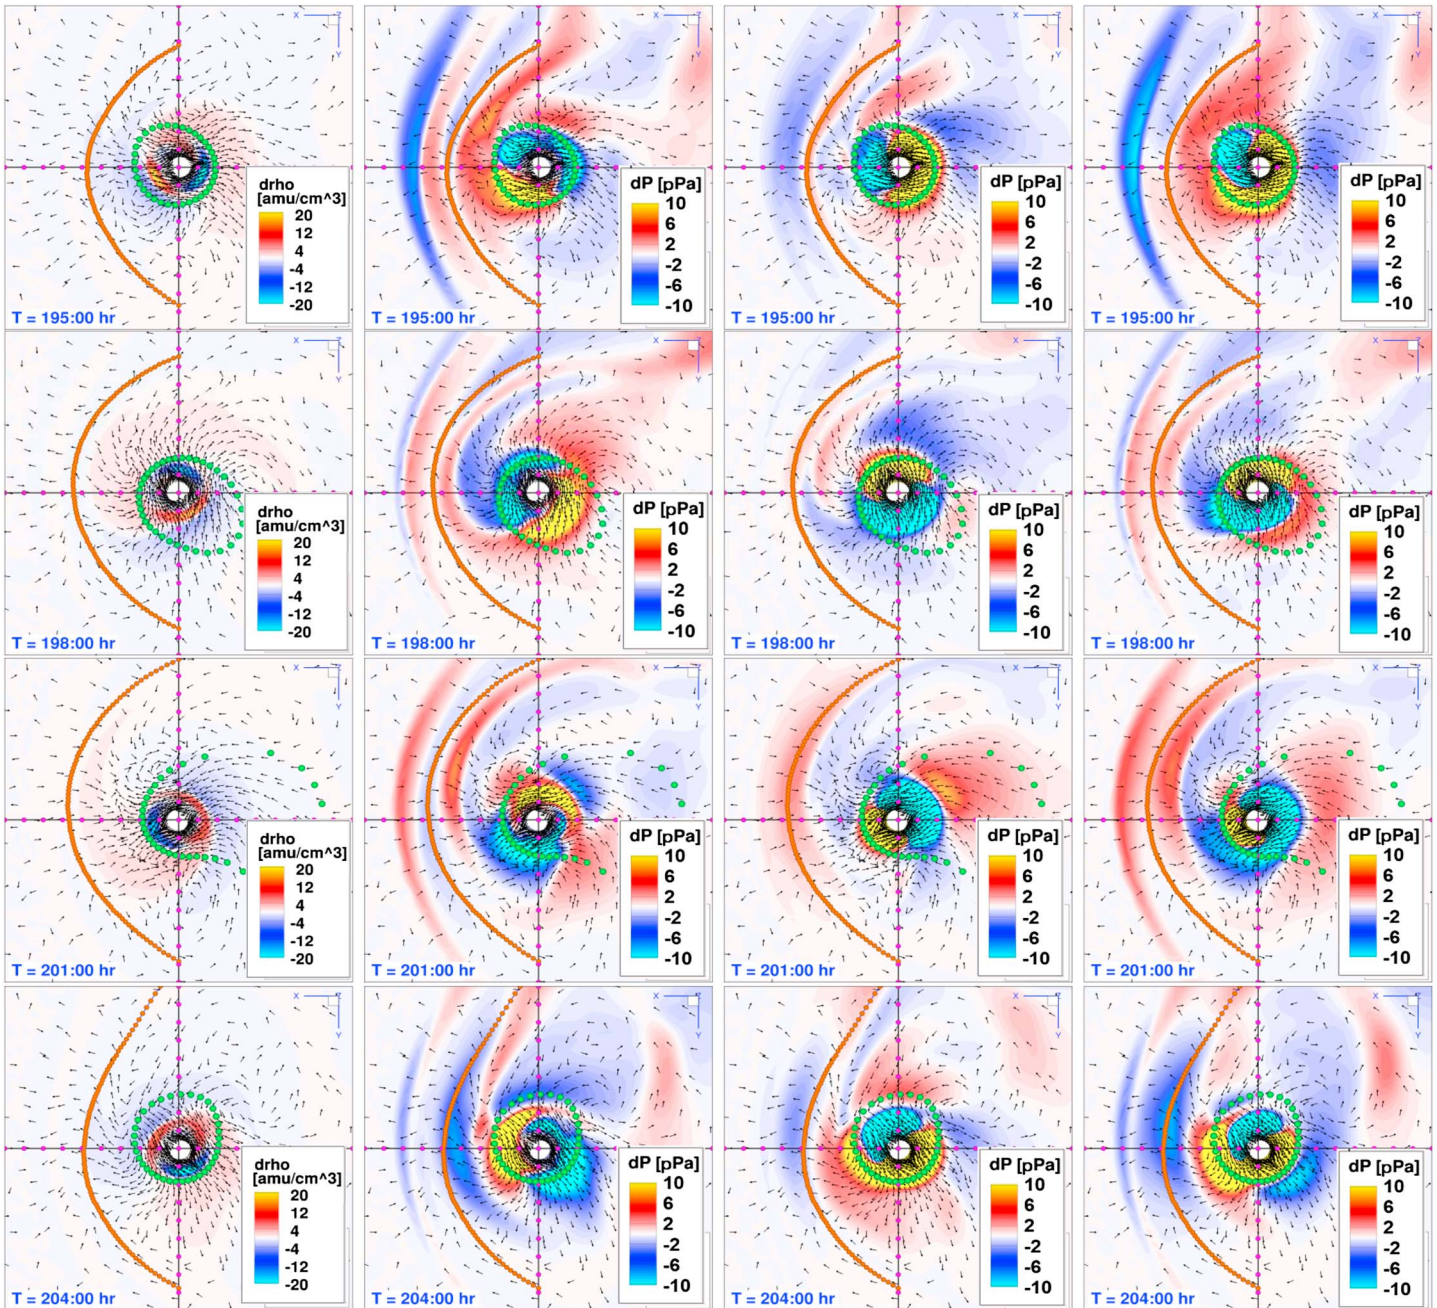 X Z
Y
drho
[amu/cm^3]
20
12
4
-4
-12
-20
T = 195:00 hr
X Z
Y
dP [pPa]
10
6
2
-2
-6
-10
T = 195:00 hr
X Z
Y
dP [pPa]
10
6
2
-2
-6
-10
T = 195:00 hr
X Z
Y
dP [pPa]
10
6
2
-2
-6
-10
T = 195:00 hr
X Z
Y
drho
[amu/cm^3]
20
12
4
-4
-12
-20
T = 198:00 hr
X Z
Y
dP [pPa]
10
6
2
-2
-6
-10
T = 198:00 hr
X Z
Y
dP [pPa]
10
6
2
-2
-6
-10
T = 198:00 hr
X Z
Y
dP [pPa]
10
6
2
-2
-6
-10
T = 198:00 hr
X Z
Y
drho
[amu/cm^3]
20
12
4
-4
-12
-20
T = 201:00 hr
X Z
Y
dP [pPa]
10
6
2
-2
-6
-10
T = 201:00 hr
X Z
Y
dP [pPa]
10
6
2
-2
-6
-10
T = 201:00 hr
X Z
Y
dP [pPa]
10
6
2
-2
-6
-10
T = 201:00 hr
X Z
Y
drho
[amu/cm^3]
20
12
4
-4
-12
-20
T = 204:00 hr
X Z
Y
dP [pPa]
10
6
2
-2
-6
-10
T = 204:00 hr
X Z
Y
dP [pPa]
10
6
2
-2
-6
-10
T = 204:00 hr
X Z
Y
dP [pPa]
10
6
2
-2
-6
-10
T = 204:00 hr